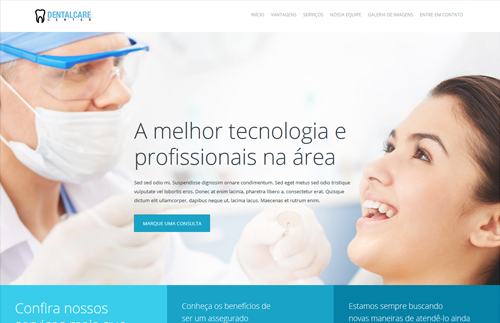 DENTALCARE
CENTER
INÍCIO VANTAGENS SERVIÇOS NOSSA EQUIPE GALERIA DE IMAGENS ENTRE EM CONTATO
A melhor tecnologia e
profissionais na área
Sed sed odio mi. Suspendisse dignissim ornare condimentum. Sed eget metus sed odio tristique
vulputate vel lobortis eros. Donec at enim lacinia, pharetra libero a, consectetur erat. Quisque
dictum elit ullamcorper, dapibus neque ut, lacinia lacus. Maecenas et rutrum enim.
MARQUE UMA CONSULTA
Confira nossos
Conheça os benefícios de
ser um assegurado
Estamos sempre buscando
novas maneiras de atendê-lo ainda